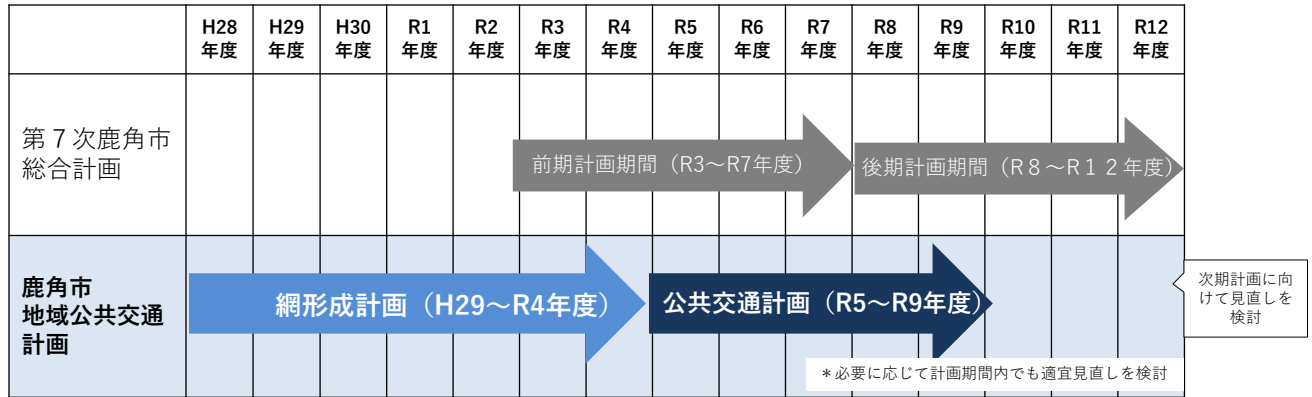 H28 H29 H30 R1 R2 R3 R4 R5 R6 R7 R8 R9 R10 R11 R12
年度 年度 年度 年度 年度 年度 年度 年度 年度 年度 年度 年度 年度 年度 年度
第７次鹿角市
総合計画
前期計画期間（R3～R7年度）
後期計画期間（R８～R１２年度）
鹿角市
地域公共交通
計画
網形成計画（H29～R4年度）
公共交通計画（R5～R9年度）
＊必要に応じて計画期間内でも適宜見直しを検討
次期計画に向
けて見直しを
検討